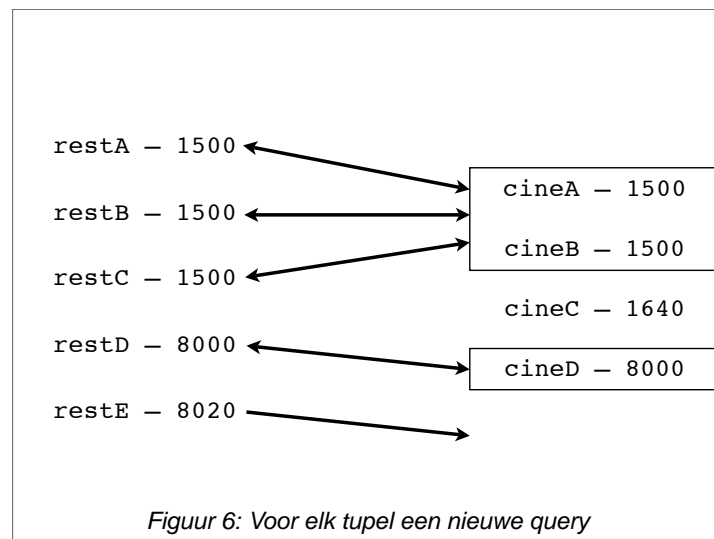 restA – 1500
restB – 1500
restC – 1500
restD – 8000
restE – 8020
cineA – 1500
cineB – 1500
cineC – 1640
cineD – 8000
Figuur 6: Voor elk tupel een nieuwe query